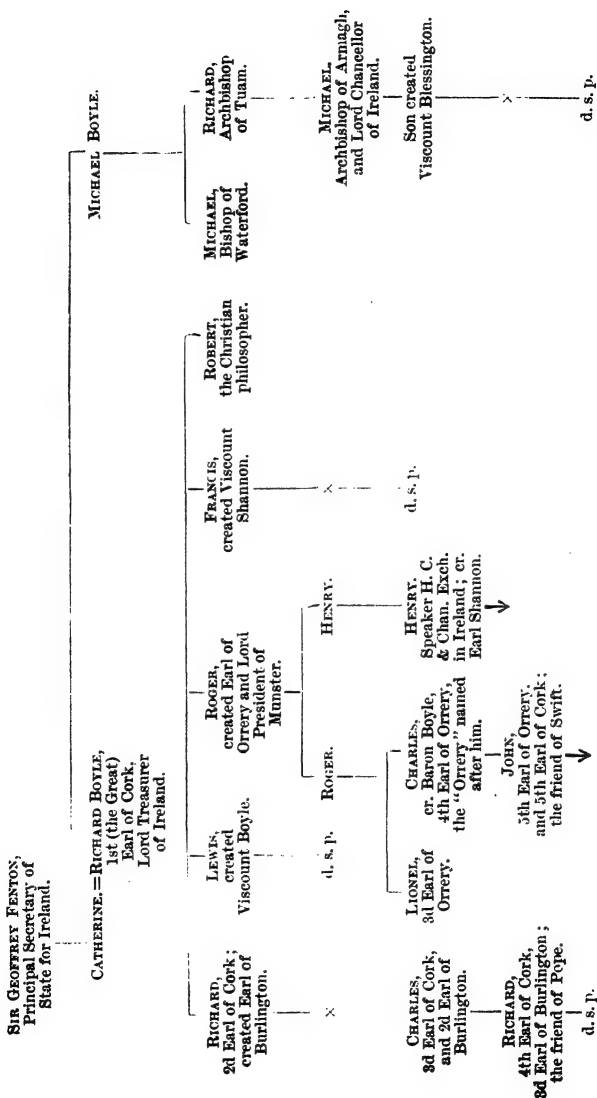 SIR GEOFFREY FENTON,
Principal Secretary of
State for Ireland.
CATHERINE.=RICHARD BOYLE,
1st (the Great)
Earl of Cork,
Lord Treasurer
of Ireland.
MICHAEL BOYLE.
RICHARD,
2d Earl of Cork;
created Earl of
Burlington.
LEWIS,
created
Viscount Boyle.
ROGER,
created Earl of
Orrery and Lord
President of
Munster.
FRANCIS,
created Viscount
Shannon.
ROBERT,
the Christian
philosopher.
MICHAEL,
Bishop of
Waterford.
RICHARD,
Archbishop
of Tuam.
×
d. s. p.
ROGER.
HENRY.
×
d. s. p.
MICHAEL,
Archbishop of Armagh,
and Lord Chancellor
of Ireland.
CHARLES,
3d Earl of Cork,
and 2d Earl of
Burlington.
LIONEL,
3d Earl of
Orrery.
CHARLES,
cr. Baron Boyle,
4th Earl of Orrery,
the "Orrery" named
after him.
HENRY.
Speaker H. C.
& Chan. Exch.
in Ireland; cr.
Earl Shannon.
Son created
Viscount Blessington.
RICHARD,
4th Earl of Cork,
3d Earl of Burlington;
the friend of Pope.
JOHN,
5th Earl of Orrery.
and 5th Earl of Cork;
the friend of Swift.
×
d. s. p.
d. s. p.